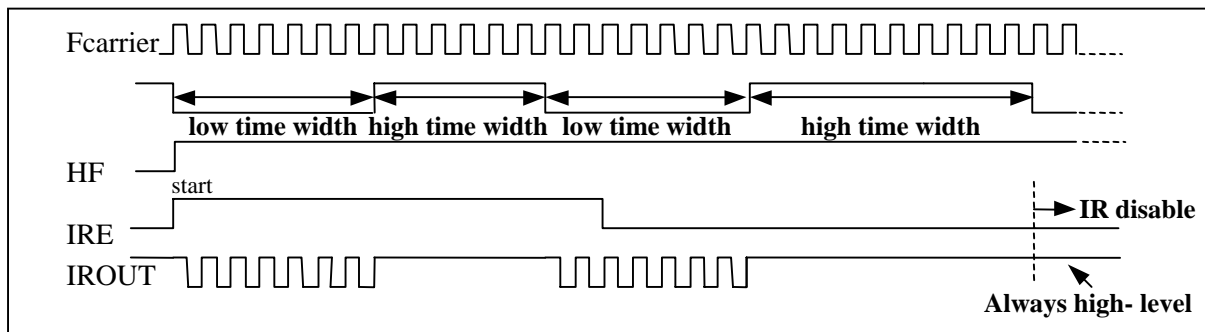 Fcarrier
low time width high time width low time width high time width
HF
start
IRE
IR disable
IROUT
Always high- level